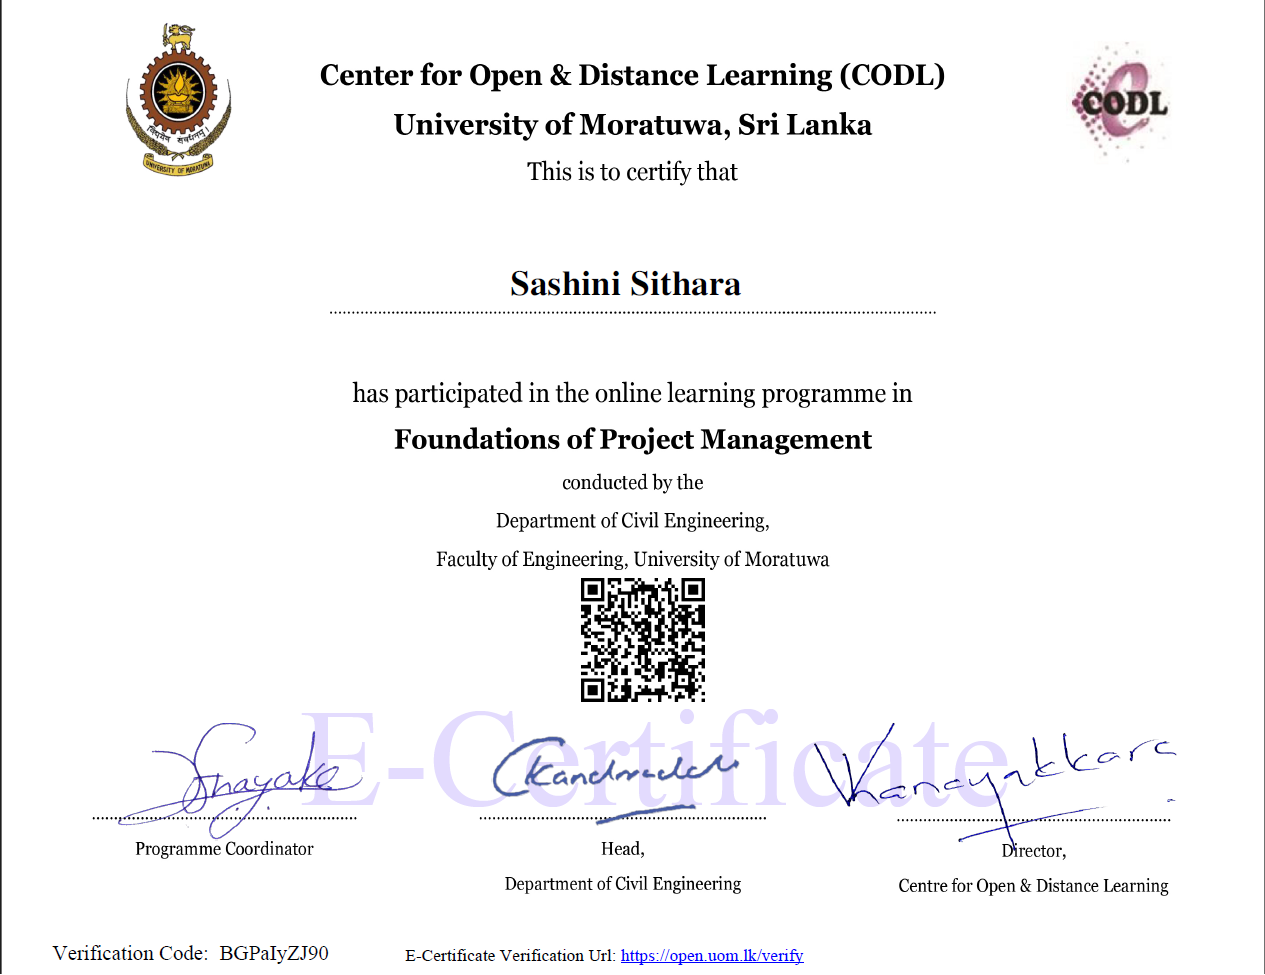 Center for Open & Distance Learning (CODL)
University of Moratuwa, Sri Lanka
This is to certify that
UNIVERSITY OF MORATUWA
CODL
Sashini Sithara
has participated in the online learning programme in
Foundations of Project Management
conducted by the
Department of Civil Engineering,
Faculty of Engineering, University of Moratuwa
E-Certificate
Programme Coordinator
Head,
Department of Civil Engineering
Director,
Centre for Open & Distance Learning
Verification Code: BGPaIyZJ90
E-Certificate Verification Url: https://open.uom.lk/verify